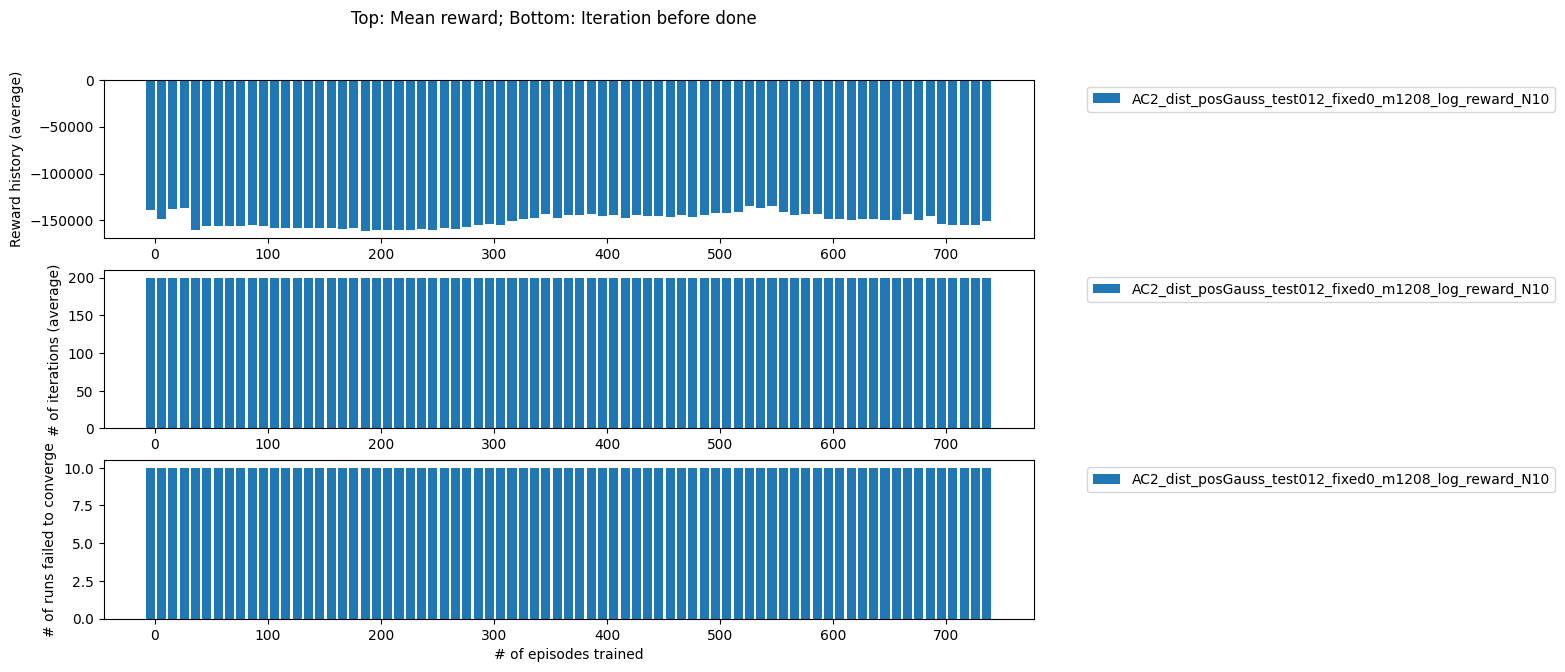 Top: Mean reward; Bottom: Iteration before done
Reward history (average)
0
−50000
−100000
−150000
0 100 200 300 400 500 600 700
AC2_dist_posGauss_test012_fixed0_m1208_log_reward_N10
# of iterations (average)
200
150
100
50
0
0 100 200 300 400 500 600 700
AC2_dist_posGauss_test012_fixed0_m1208_log_reward_N10
# of runs failed to converge
10.0
7.5
5.0
2.5
0.0
0 100 200 300 400 500 600 700
# of episodes trained
AC2_dist_posGauss_test012_fixed0_m1208_log_reward_N10